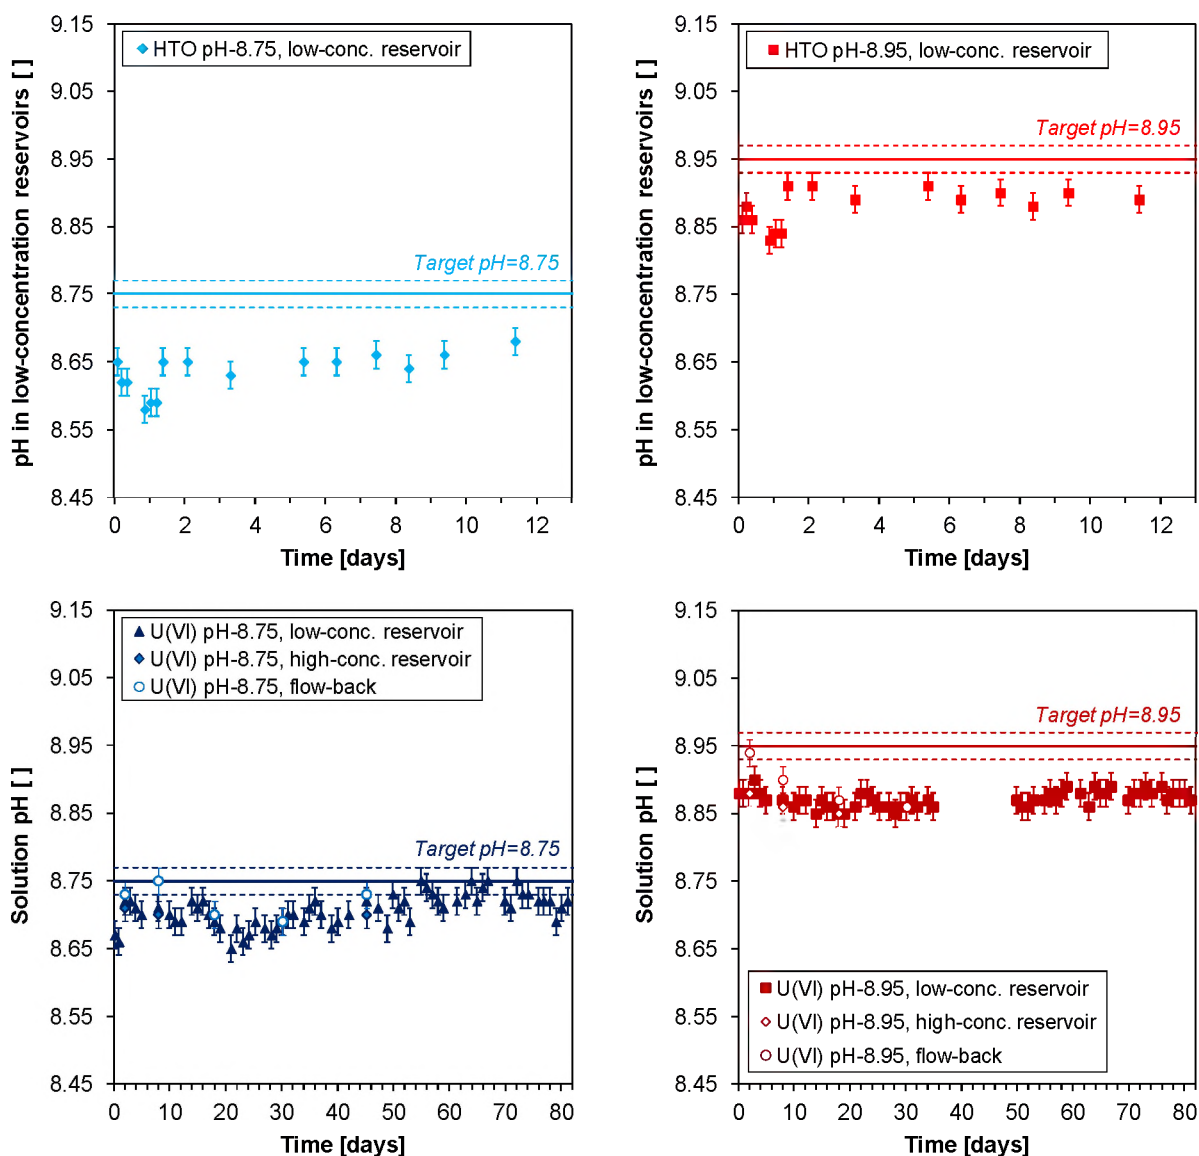 HTO pH-8.75, low-conc. reservoir
Target pH=8.75
pH in low-concentration reservoirs [ ]
9.15
9.05
8.95
8.85
8.75
8.65
8.55
8.45
0 2 4 6 8 10 12
Time [days]
HTO pH-8.95, low-conc. reservoir
Target pH=8.95
pH in low-concentration reservoirs [ ]
9.15
9.05
8.95
8.85
8.75
8.65
8.55
8.45
0 2 4 6 8 10 12
Time [days]
U(VI) pH-8.75, low-conc. reservoir
U(VI) pH-8.75, high-conc. reservoir
U(VI) pH-8.75, flow-back
Target pH=8.75
Solution pH [ ]
9.15
9.05
8.95
8.85
8.75
8.65
8.55
8.45
0 10 20 30 40 50 60 70 80
Time [days]
Target pH=8.95
U(VI) pH-8.95, low-conc. reservoir
U(VI) pH-8.95, high-conc. reservoir
U(VI) pH-8.95, flow-back
Solution pH [ ]
9.15
9.05
8.95
8.85
8.75
8.65
8.55
8.45
0 10 20 30 40 50 60 70 80
Time [days]